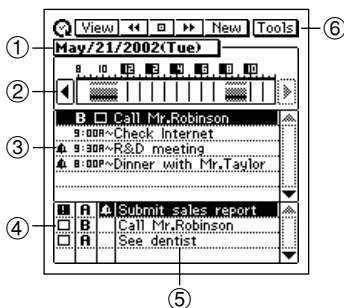 View New Tools ⑥
① May/21/2002(Tue)
8 10 12 2 4 6 8 10
②
B Call Mr.Robinson
9:00A~Check Internet
③ 9:30A~R&D meeting
8:00P~Dinner with Mr.Taylor
! A Submit sales report
④ B Call Mr.Robinson
A See dentist
⑤